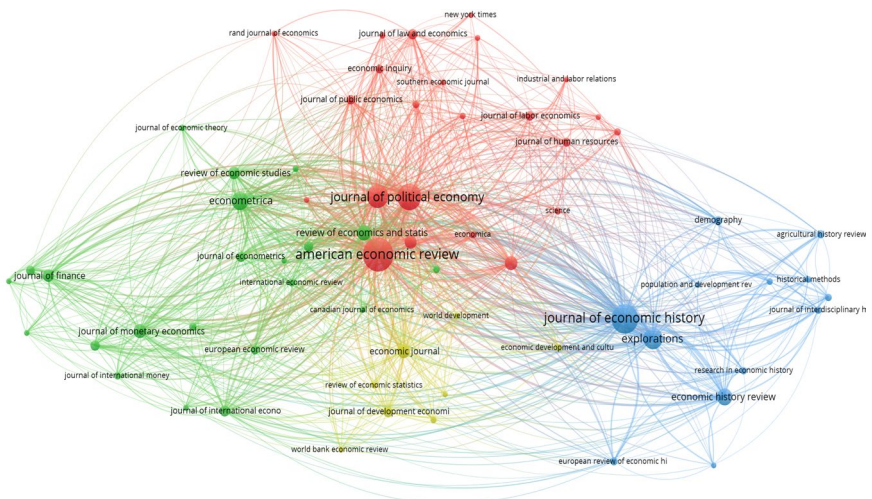 new york times
rand journal of economics
journal of law and economics
economic inquiry
southern economic journal
industrial and labor relations
journal of public economics
journal of labor economics
journal of economic theory
journal of human resources
review of economic studies
journal of political economy
econometrica
science
demography
review of economics and statis
economica
agricultural history review
american economic review
journal of econometrics
journal of finance
international economic review
population and development rev
historical methods
canadian journal of economics
world development
journal of interdisciplinary h
journal of economic history
journal of monetary economics
explorations
european economic review
economic journal
economic development and cultu
research in economic history
journal of international money
review of economic statistics
economic history review
journal of international econo
journal of development economi
world bank economic review
european review of economic hi